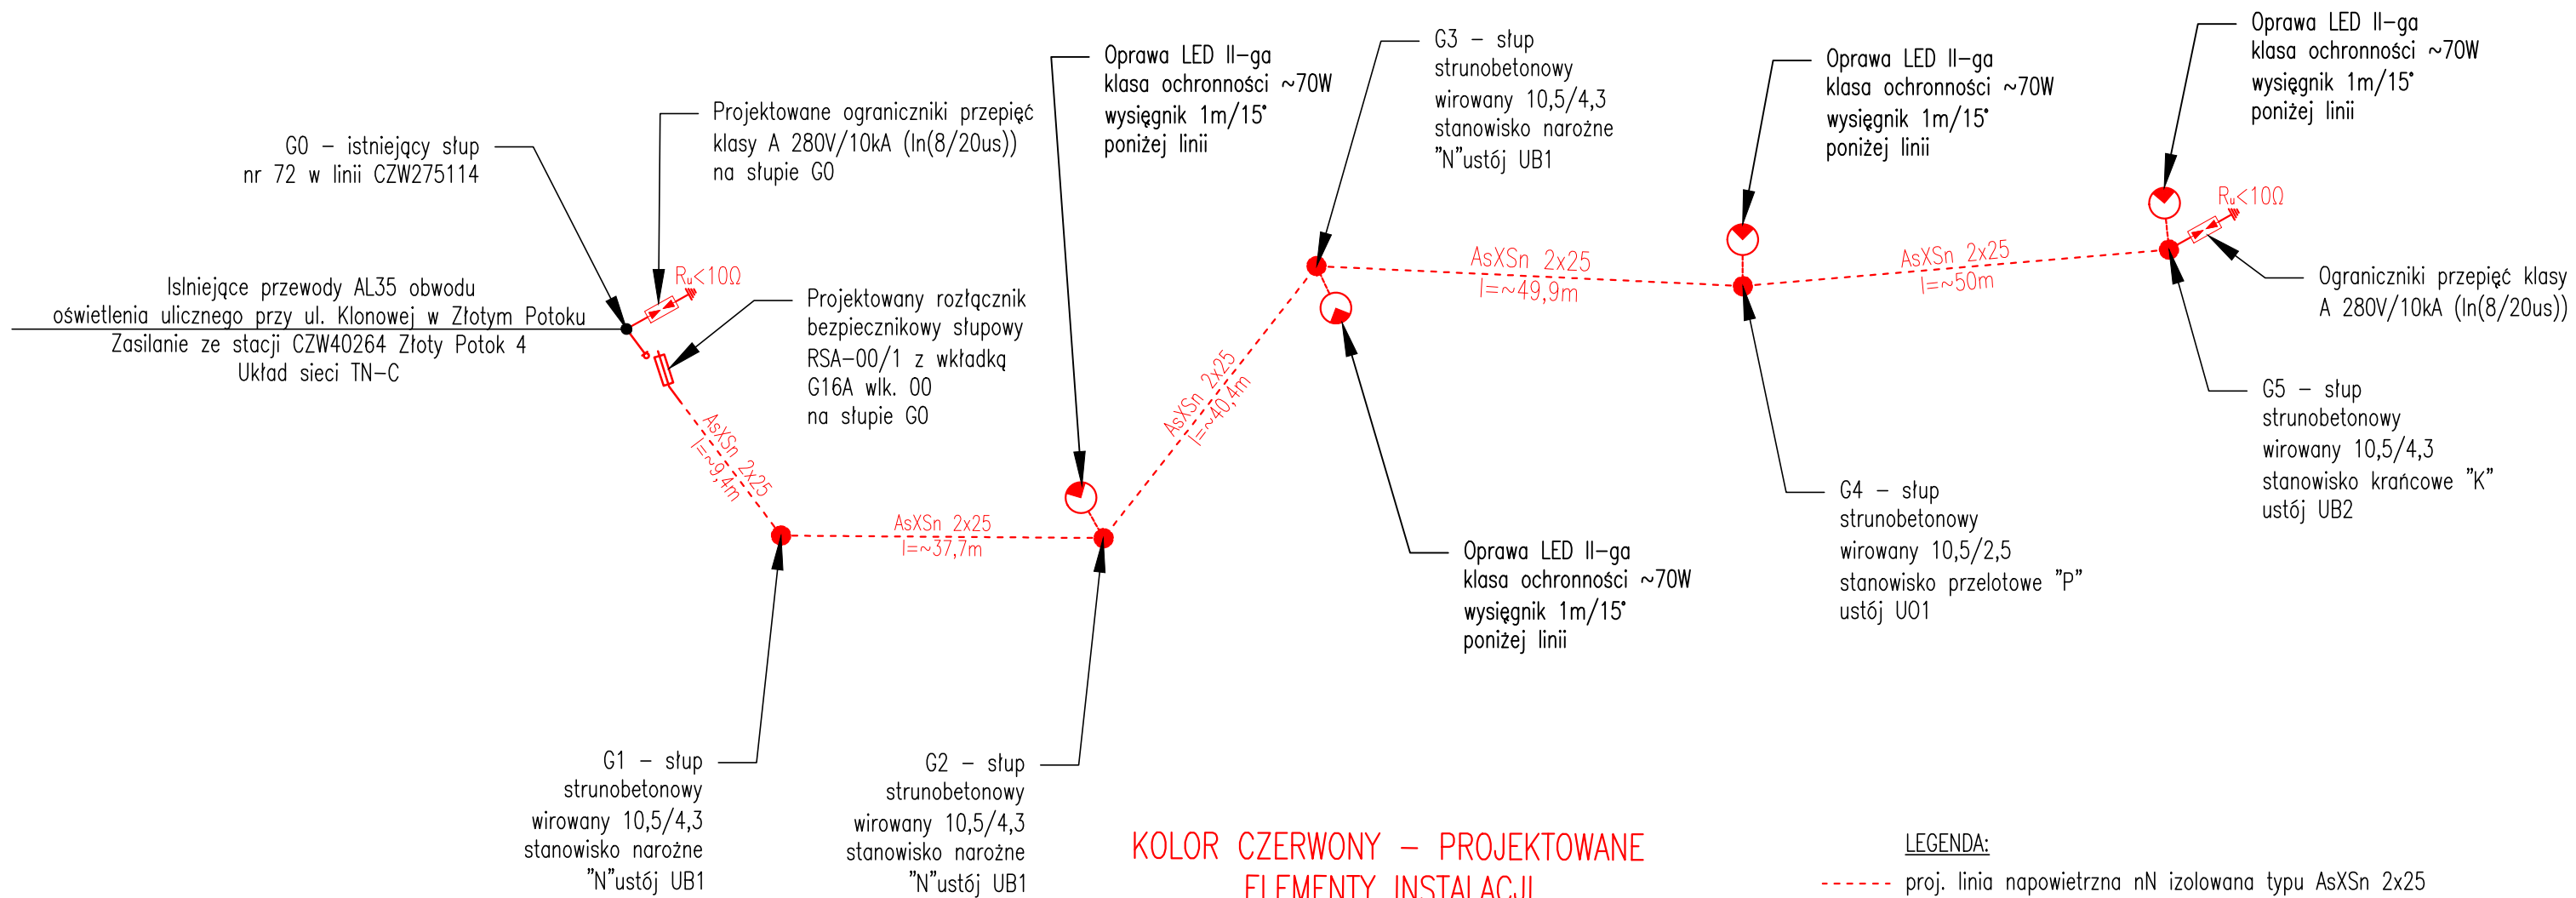 G0 – istniejący słup
nr 72 w linii CZW275114
Projektowane ograniczniki przepięć
klasy A 280V/10kA (In(8/20us))
na słupie G0
Oprawa LED II–ga
klasa ochronności ~70W
wysięgnik 1m/15°
poniżej linii
G3 – słup
strunobetonowy
wirowany 10,5/4,3
stanowisko narożne
"N"ustój UB1
Oprawa LED II–ga
klasa ochronności ~70W
wysięgnik 1m/15°
poniżej linii
Oprawa LED II–ga
klasa ochronności ~70W
wysięgnik 1m/15°
poniżej linii
Istniejące przewody AL35 obwodu
oświetlenia ulicznego przy ul. Klonowej w Złotym Potoku
Zasilanie ze stacji CZW40264 Złoty Potok 4
Układ sieci TN–C
Ru<10Ω
Projektowany rozłącznik
bezpiecznikowy słupowy
RSA–00/1 z wkładką
G16A wlk. 00
na słupie G0
AsXSn 2x25
l=~9,4m
AsXSn 2x25
l=~37,7m
AsXSn 2x25
l=~40,4m
AsXSn 2x25
l=~49,9m
AsXSn 2x25
l=~50m
Ru<10Ω
Ograniczniki przepięć klasy
A 280V/10kA (In(8/20us))
Oprawa LED II–ga
klasa ochronności ~70W
wysięgnik 1m/15°
poniżej linii
G4 – słup
strunobetonowy
wirowany 10,5/2,5
stanowisko przelotowe "P"
ustój UO1
G5 – słup
strunobetonowy
wirowany 10,5/4,3
stanowisko krańcowe "K"
ustój UB2
G1 – słup
strunobetonowy
wirowany 10,5/4,3
stanowisko narożne
"N"ustój UB1
G2 – słup
strunobetonowy
wirowany 10,5/4,3
stanowisko narożne
"N"ustój UB1
KOLOR CZERWONY – PROJEKTOWANE
ELEMENTY INSTALACJI
LEGENDA:
proj. linia napowietrzna nN izolowana typu AsXSn 2x25